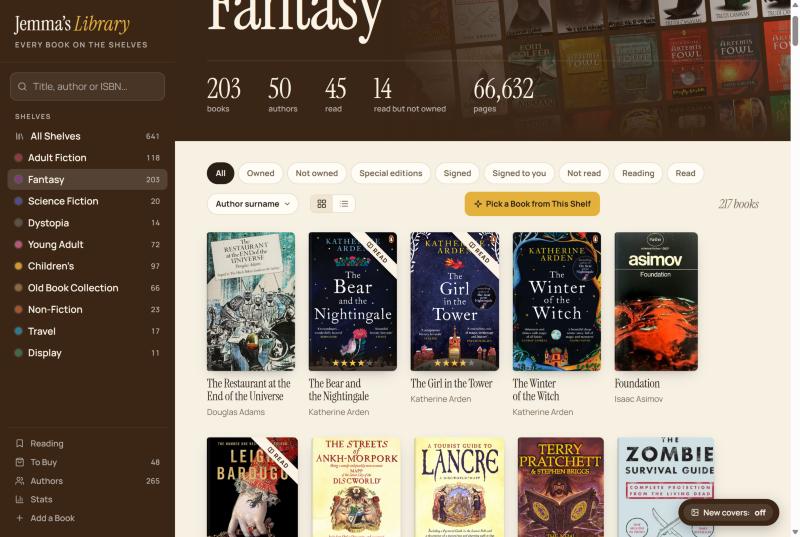 Jemma's Library
EVERY BOOK ON THE SHELVES
Title, author or ISBN...
SHELVES
All Shelves 641
Adult Fiction 118
Fantasy 203
Science Fiction 20
Dystopia 14
Young Adult 72
Children's 97
Old Book Collection 66
Non-Fiction 23
Travel 17
Display 11
Reading
To Buy 48
Authors 265
Stats
Add a Book
Fantasy
203 50 45 14 66,632
books authors read read but not owned pages
ARTEMIS FOWL
All Owned Not owned Special editions Signed Signed to you Not read Reading Read
Author surname
Pick a Book from This Shelf
217 books
The
RESTAURANT
at the END of the
UNIVERSE
Douglas Adams
KATHERINE
ARDEN
READ
The
Bear
and the
Nightingale
READ
ARDEN
The
Girl
in the
Tower
KATHERINE
ARDEN
The
Winter
of the
Witch
asimov
Foundation
The Restaurant at the
End of the Universe
Douglas Adams
The Bear and
the Nightingale
Katherine Arden
The Girl in the Tower
Katherine Arden
The Winter
of the Witch
Katherine Arden
Foundation
Isaac Asimov
LEIGH
BARDUGO
READ
THE STREETS
of
ANKH-MORPORK
DISCWORLD
A TOURIST GUIDE TO
LANCRE
TERRY
PRATCHETT
& STEPHEN BRIGGS
THE
ZOMBIE
SURVIVAL GUIDE
COMPLETE PROTECTION
FROM THE LIVING DEAD
New covers: off